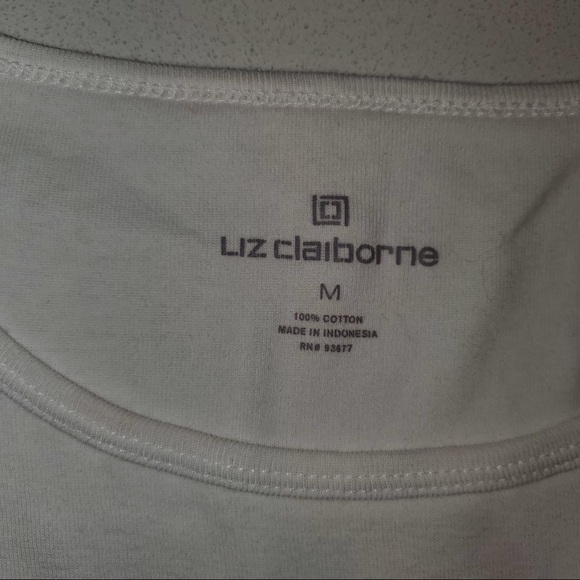 LIZ claiborne
M
100% COTTON
MADE IN INDONESIA
RN# 93677